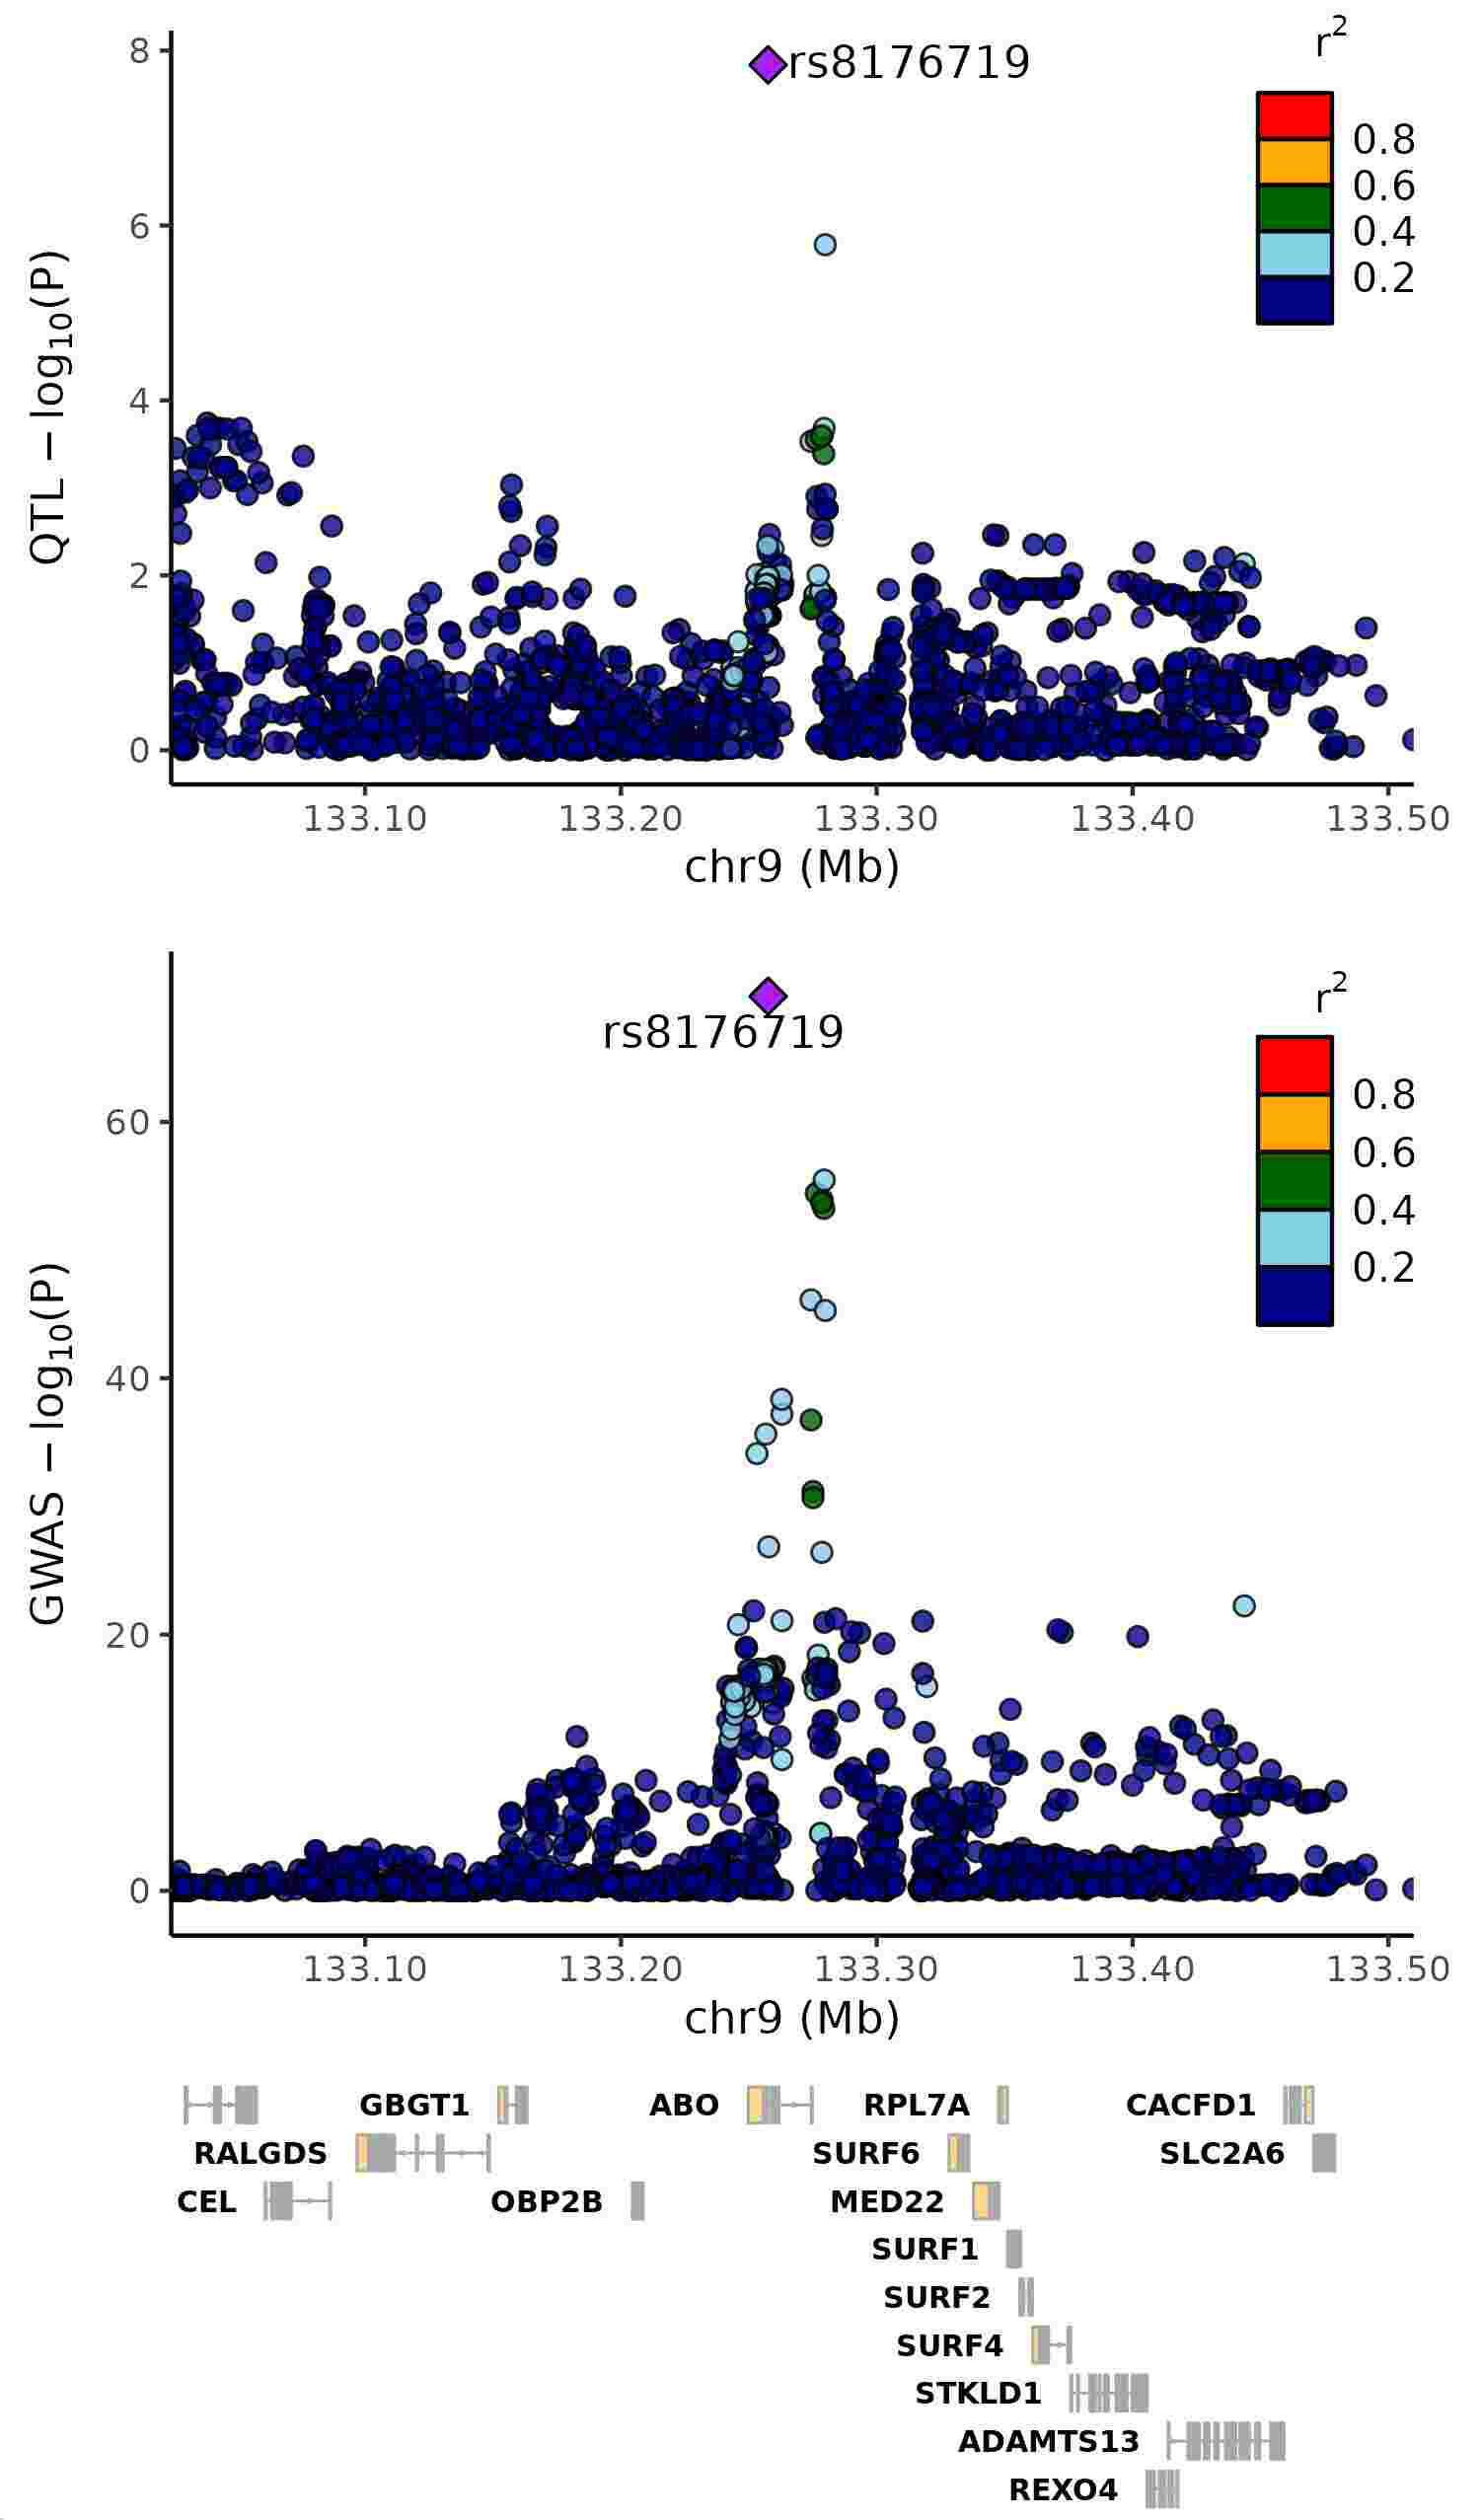 r²
8
rs8176719
0.8
0.6
0.4
0.2
6
4
2
0
QTL −log₁₀(P)
133.10 133.20 133.30 133.40 133.50
chr9 (Mb)
r²
rs8176719
0.8
0.6
0.4
0.2
60
40
20
0
GWAS −log₁₀(P)
133.10 133.20 133.30 133.40 133.50
chr9 (Mb)
GBGT1 ABO RPL7A CACFD1
RALGDS SURF6 SLC2A6
CEL OBP2B MED22
SURF1
SURF2
SURF4
STKLD1
ADAMTS13
REXO4